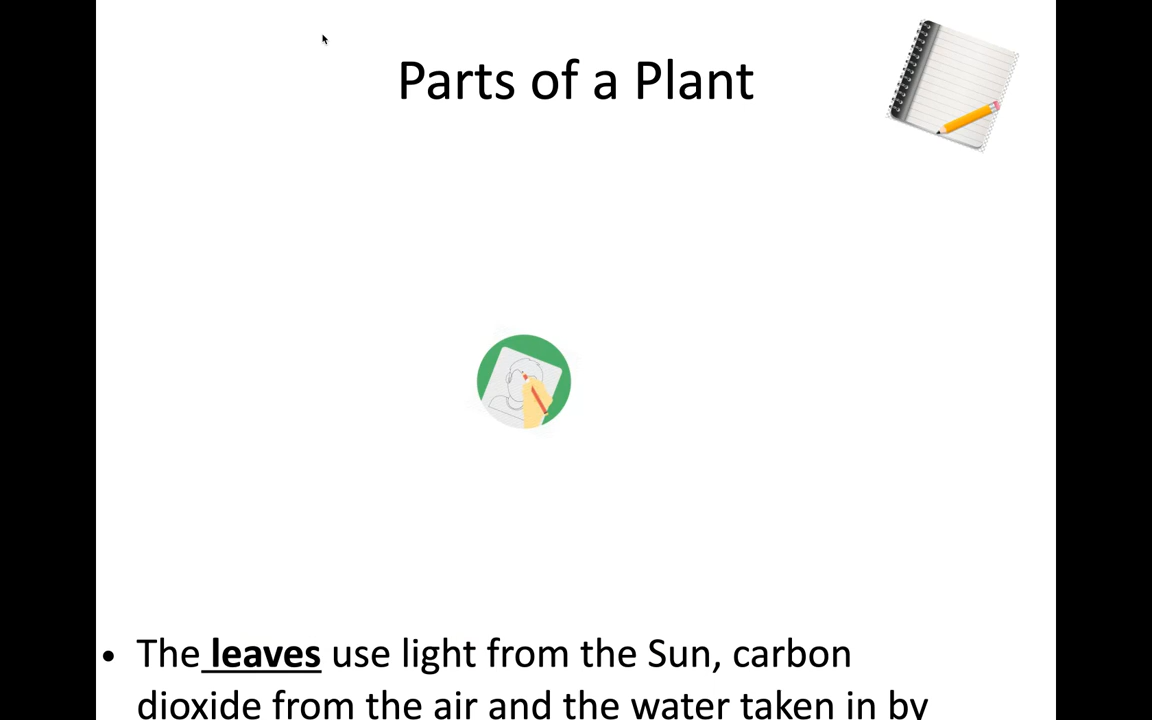 Parts of a Plant
• The leaves use light from the Sun, carbon
dioxide from the air and the water taken in by